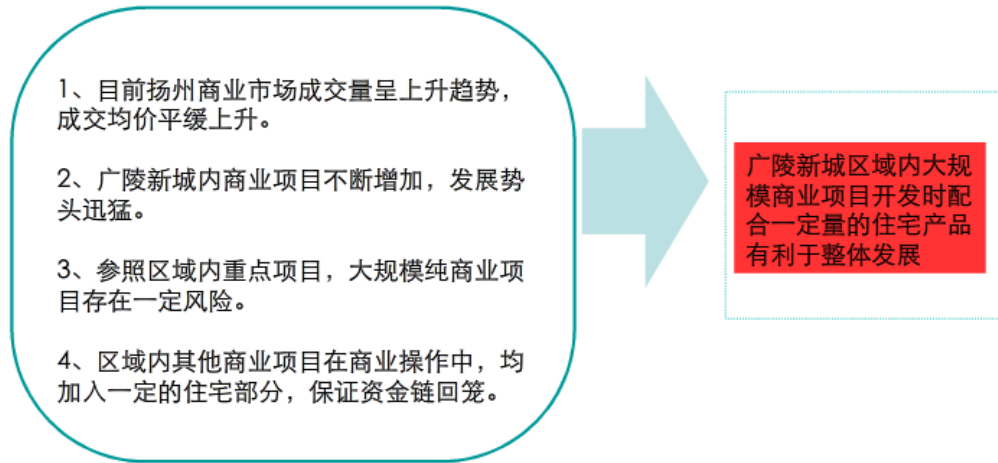 1、目前扬州商业市场成交量呈上升趋势，
成交均价平缓上升。
2、广陵新城内商业项目不断增加，发展势
头迅猛。
3、参照区域内重点项目，大规模纯商业项
目存在一定风险。
4、区域内其他商业项目在商业操作中，均
加入一定的住宅部分，保证资金链回笼。
广陵新城区域内大规
模商业项目开发时配
合一定量的住宅产品
有利于整体发展